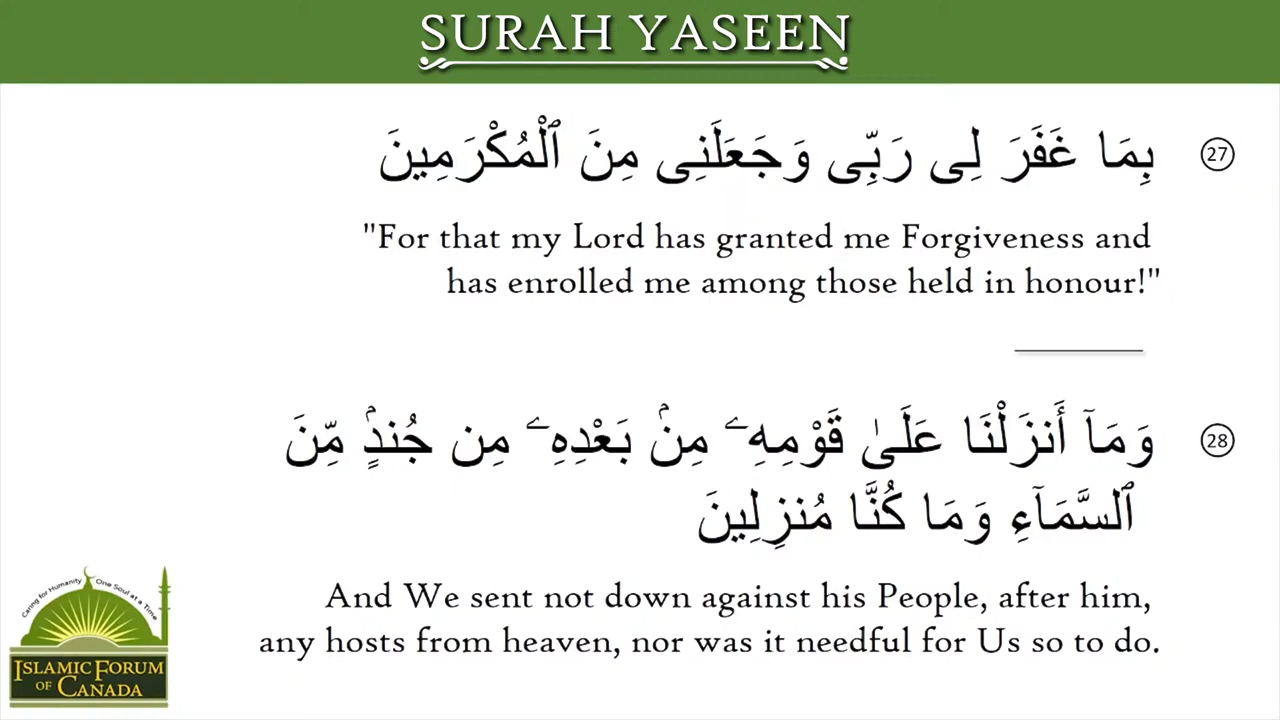 SURAH YASEEN
بِمَا غَفَرَ لِى رَبِّى وَجَعَلَنِى مِنَ ٱلْمُكْرَمِينَ 27
"For that my Lord has granted me Forgiveness and
has enrolled me among those held in honour!"
وَمَآ أَنزَلْنَا عَلَىٰ قَوْمِهِۦ مِنۢ بَعْدِهِۦ مِن جُندٍۢ مِّنَ 28
ٱلسَّمَآءِ وَمَا كُنَّا مُنزِلِينَ
And We sent not down against his People, after him,
any hosts from heaven, nor was it needful for Us so to do.
Caring for Humanity One Soul at a Time
ISLAMIC FORUM
OF CANADA